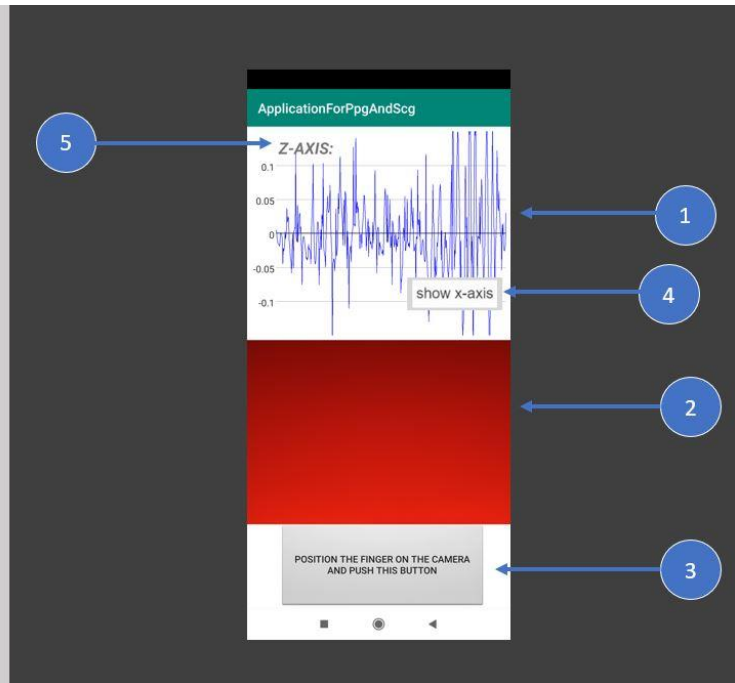 ApplicationForPpgAndScg
5
Z-AXIS:
0.1
0.05
1
0
-0.05
show x-axis
4
-0.1
2
POSITION THE FINGER ON THE CAMERA
AND PUSH THIS BUTTON
3